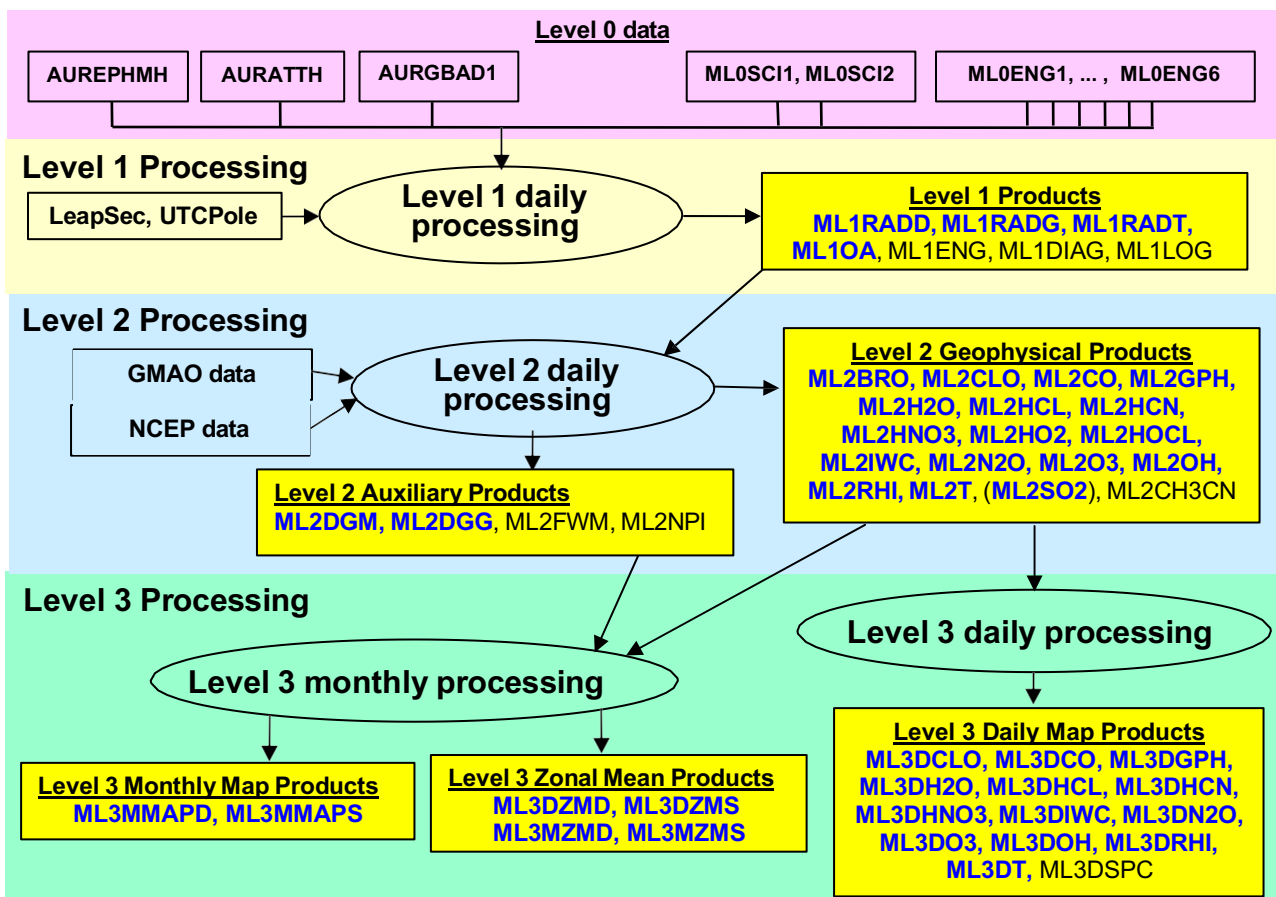 Level 0 data
AUREPHMH
AURATTH
AURGBAD1
ML0SCI1, ML0SCI2
ML0ENG1, ... , ML0ENG6
Level 1 Processing
LeapSec, UTCPole
Level 1 daily
processing
Level 1 Products
ML1RADD, ML1RADG, ML1RADT,
ML1OA, ML1ENG, ML1DIAG, ML1LOG
Level 2 Processing
GMAO data
NCEP data
Level 2 daily
processing
Level 2 Geophysical Products
ML2BRO, ML2CLO, ML2CO, ML2GPH,
ML2H2O, ML2HCL, ML2HCN,
ML2HNO3, ML2HO2, ML2HOCL,
ML2IWC, ML2N2O, ML2O3, ML2OH,
ML2RHI, ML2T, (ML2SO2), ML2CH3CN
Level 2 Auxiliary Products
ML2DGM, ML2DGG, ML2FWM, ML2NPI
Level 3 Processing
Level 3 daily processing
Level 3 monthly processing
Level 3 Monthly Map Products
ML3MMAPD, ML3MMAPS
Level 3 Zonal Mean Products
ML3DZMD, ML3DZMS
ML3MZMD, ML3MZMS
Level 3 Daily Map Products
ML3DCLO, ML3DCO, ML3DGPH,
ML3DH2O, ML3DHCL, ML3DHCN,
ML3DHNO3, ML3DIWC, ML3DN2O,
ML3DO3, ML3DOH, ML3DRHI,
ML3DT, ML3DSPC